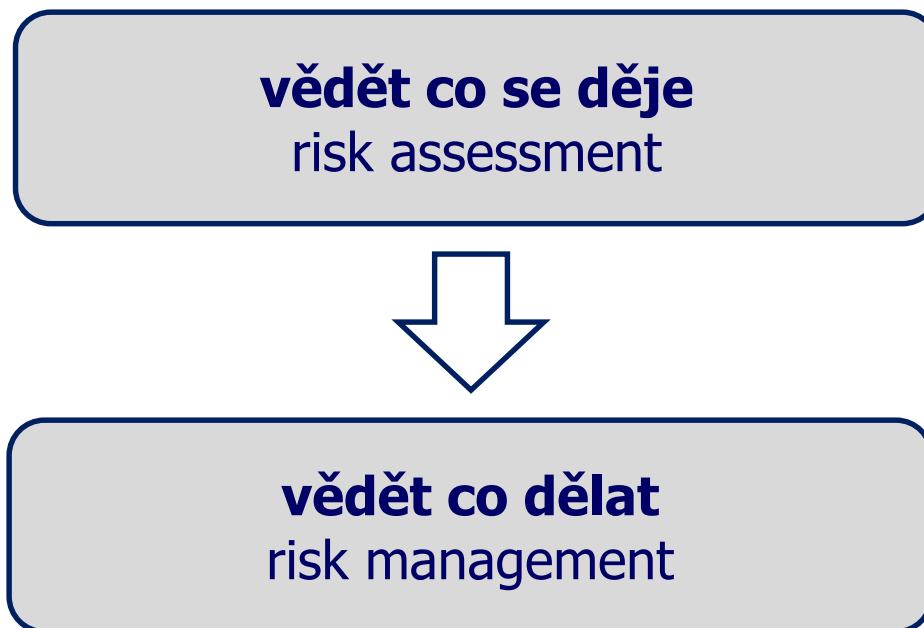 vědět co se děje
risk assessment
vědět co dělat
risk management